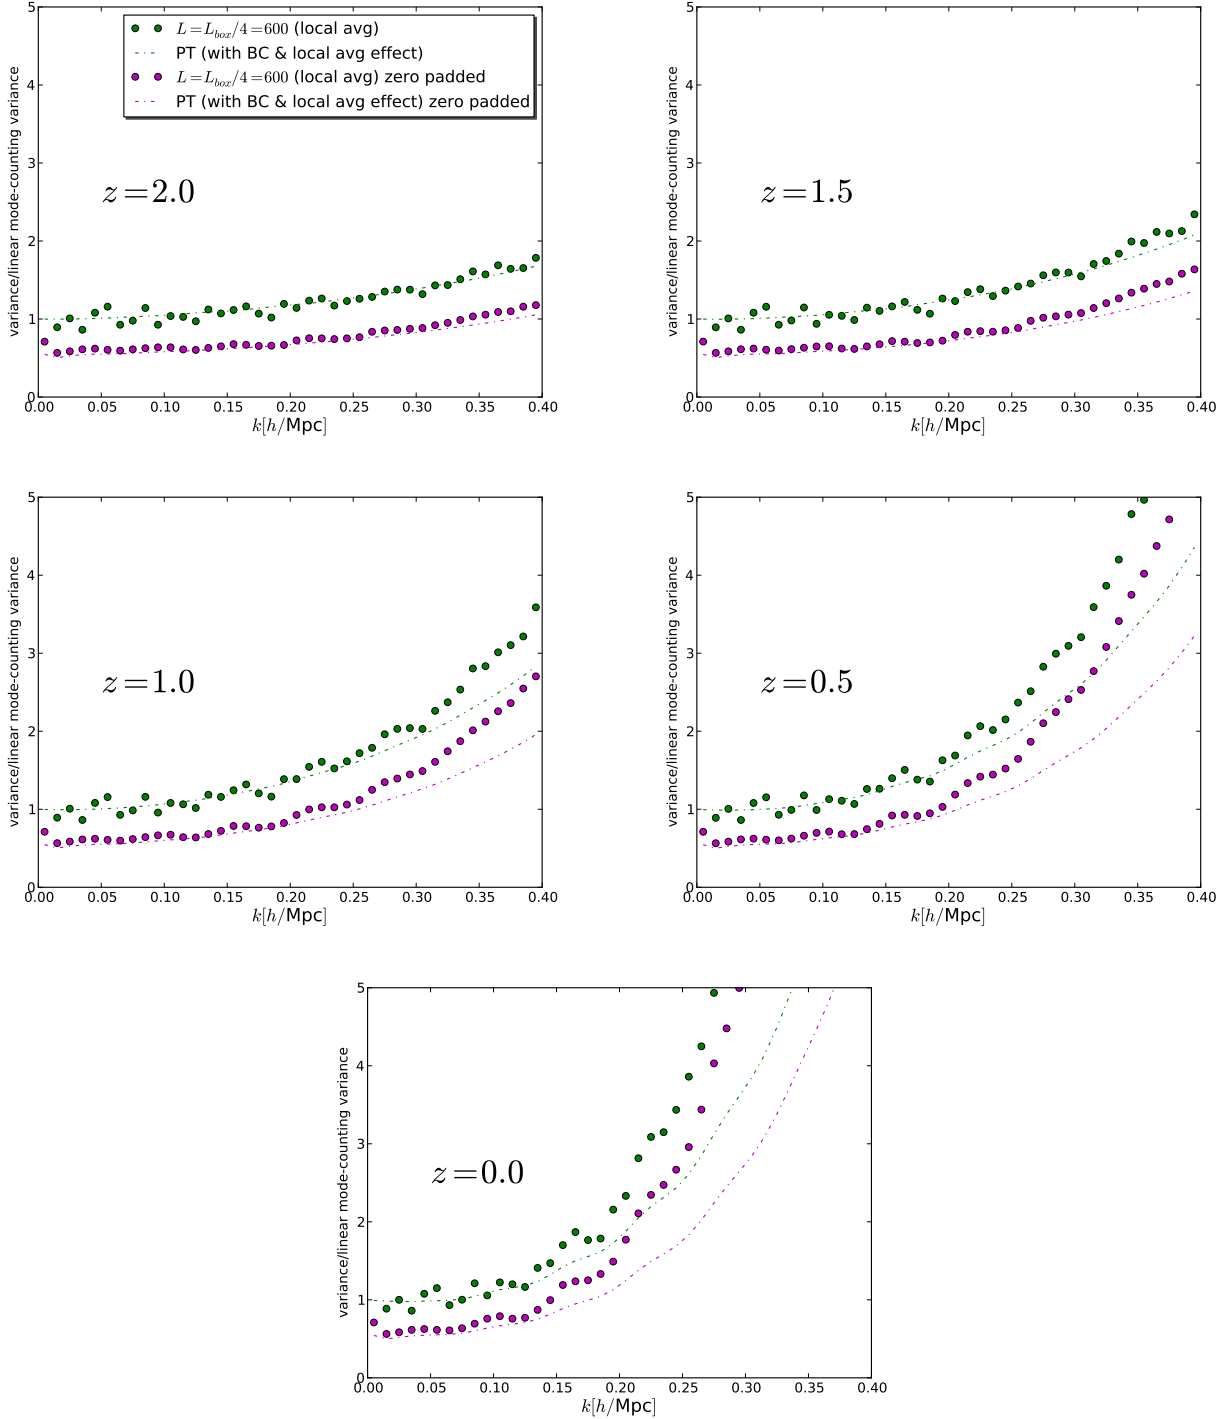 5
4
3
2
1
0
variance/linear mode-counting variance
L=L_box/4=600 (local avg)
PT (with BC & local avg effect)
L=L_box/4=600 (local avg) zero padded
PT (with BC & local avg effect) zero padded
z=2.0
0.00 0.05 0.10 0.15 0.20 0.25 0.30 0.35 0.40
k[h/Mpc]
5
4
3
2
1
0
variance/linear mode-counting variance
z=1.5
0.00 0.05 0.10 0.15 0.20 0.25 0.30 0.35 0.40
k[h/Mpc]
5
4
3
2
1
0
variance/linear mode-counting variance
z=1.0
0.00 0.05 0.10 0.15 0.20 0.25 0.30 0.35 0.40
k[h/Mpc]
5
4
3
2
1
0
variance/linear mode-counting variance
z=0.5
0.00 0.05 0.10 0.15 0.20 0.25 0.30 0.35 0.40
k[h/Mpc]
5
4
3
2
1
0
variance/linear mode-counting variance
z=0.0
0.00 0.05 0.10 0.15 0.20 0.25 0.30 0.35 0.40
k[h/Mpc]